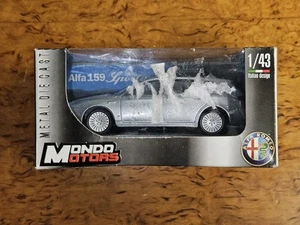 METAL DIE CAST
Alfa 159
1/43
Italian design
MONDO
MOTORS
ALFA ROMEO